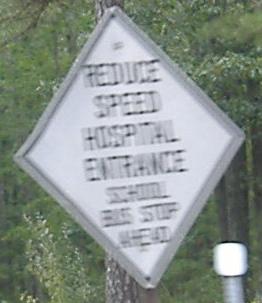 REDUCE
SPEED
HOSPITAL
ENTRANCE
SCHOOL
BUS STOP
AHEAD